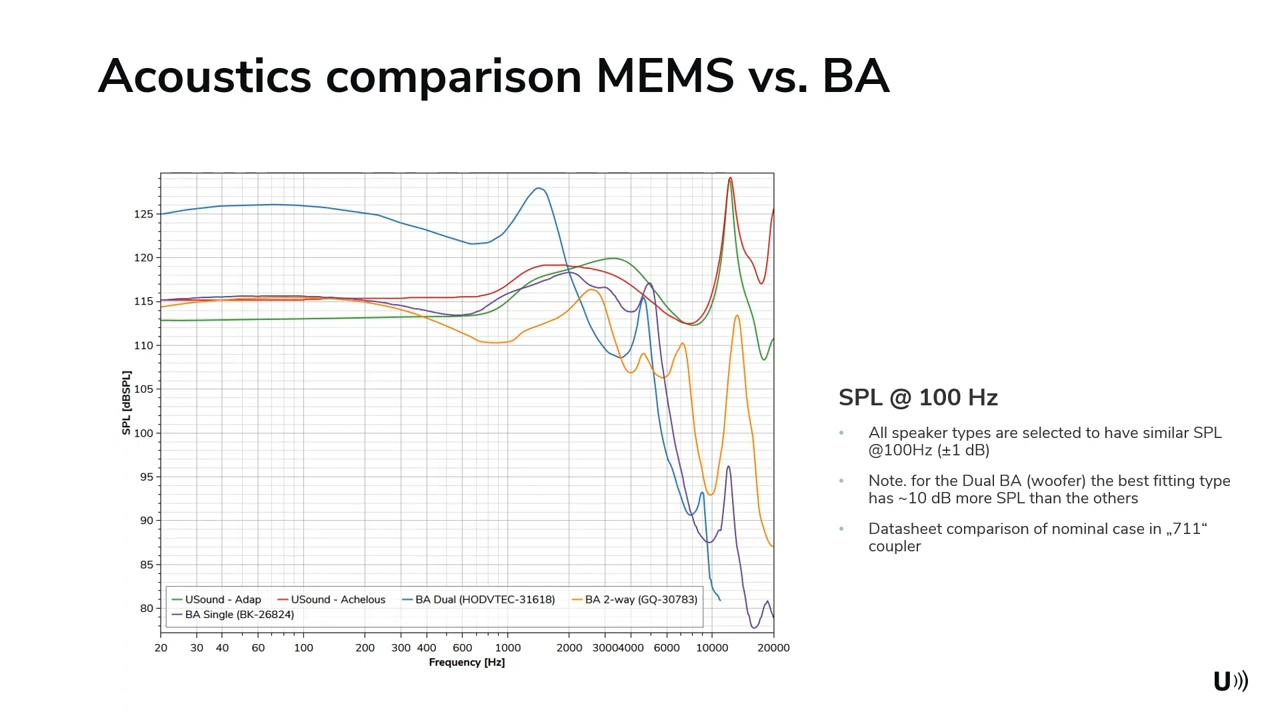 Acoustics comparison MEMS vs. BA
125
120
115
110
105
100
95
90
85
80
SPL [dBSPL]
USound - Adap
USound - Achelous
BA Dual (HODVTEC-31618)
BA 2-way (GQ-30783)
BA Single (BK-26824)
20 30 40 60 100 200 300 400 600 1000 2000 3000 4000 6000 10000 20000
Frequency [Hz]
SPL @ 100 Hz
• All speaker types are selected to have similar SPL
@100Hz (±1 dB)
• Note. for the Dual BA (woofer) the best fitting type
has ~10 dB more SPL than the others
• Datasheet comparison of nominal case in „711“
coupler
U